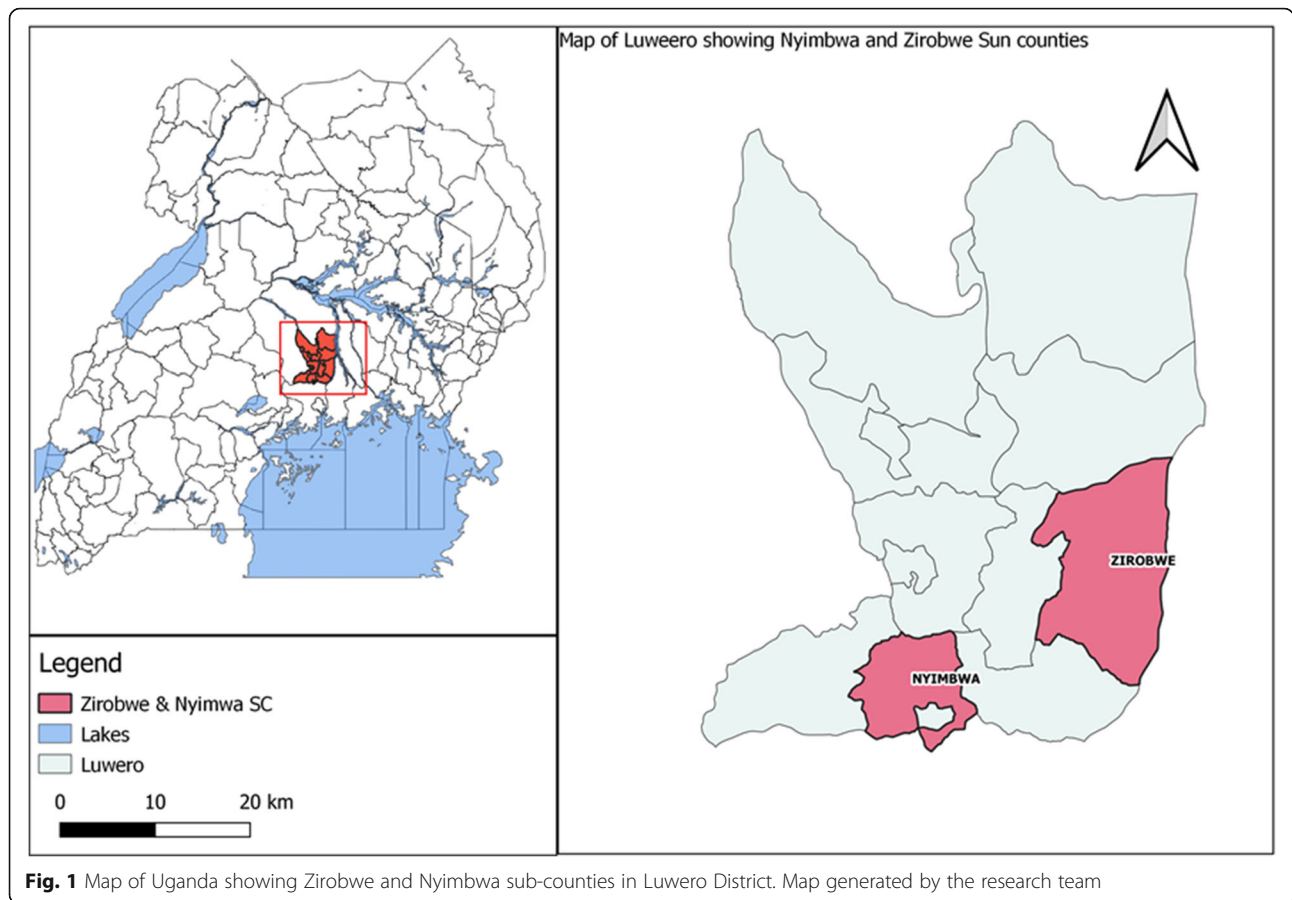 Map of Luweero showing Nyimbwa and Zirobwe Sun counties
ZIROBWE
NYIMBWA
Legend
Zirobwe & Nyimwa SC
Lakes
Luwero
0 10 20 km
Fig. 1 Map of Uganda showing Zirobwe and Nyimbwa sub-counties in Luwero District. Map generated by the research team